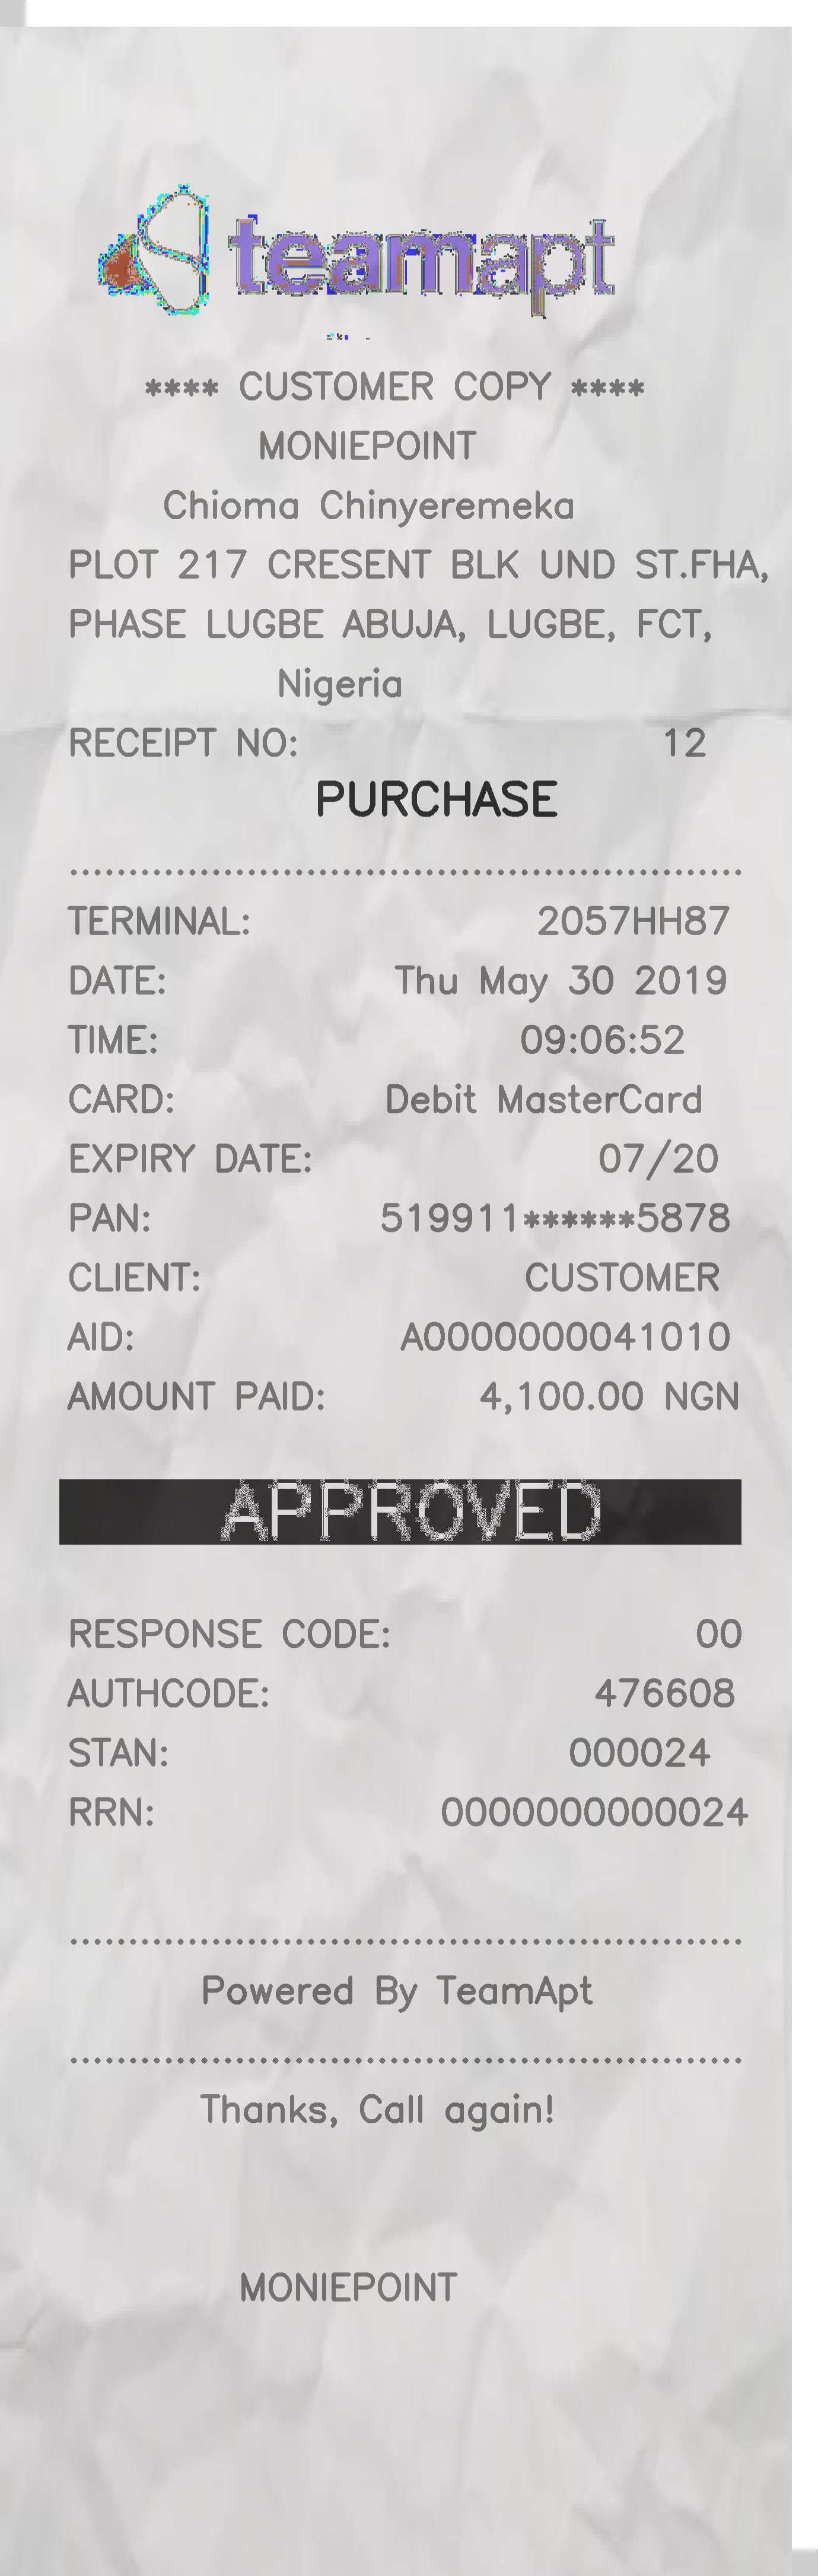 teamapt
**** CUSTOMER COPY ****
MONIEPOINT
Chioma Chinyeremeka
PLOT 217 CRESENT BLK UND ST.FHA,
PHASE LUGBE ABUJA, LUGBE, FCT,
Nigeria
RECEIPT NO: 12
PURCHASE
TERMINAL: 2057HH87
DATE: Thu May 30 2019
TIME: 09:06:52
CARD: Debit MasterCard
EXPIRY DATE: 07/20
PAN: 519911******5878
CLIENT: CUSTOMER
AID: A0000000041010
AMOUNT PAID: 4,100.00 NGN
APPROVED
RESPONSE CODE: 00
AUTHCODE: 476608
STAN: 000024
RRN: 0000000000024
Powered By TeamApt
Thanks, Call again!
MONIEPOINT